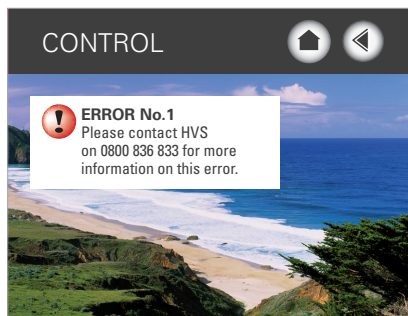 CONTROL
ERROR No.1
Please contact HVS
on 0800 836 833 for more
information on this error.